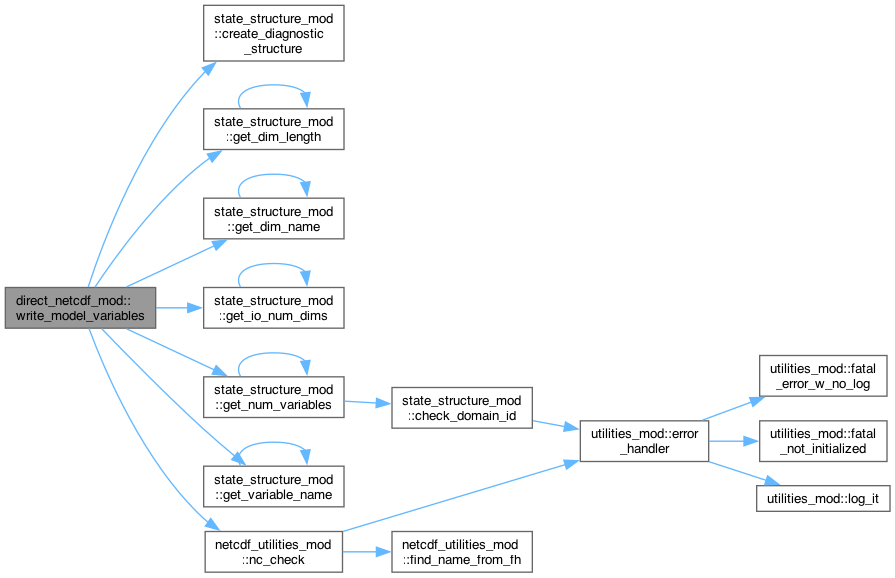 direct_netcdf_mod::
write_model_variables
state_structure_mod
::create_diagnostic
_structure
state_structure_mod
::get_dim_length
state_structure_mod
::get_dim_name
state_structure_mod
::get_io_num_dims
state_structure_mod
::get_num_variables
state_structure_mod
::get_variable_name
netcdf_utilities_mod
::nc_check
state_structure_mod
::check_domain_id
netcdf_utilities_mod
::find_name_from_fh
utilities_mod::error
_handler
utilities_mod::fatal
_error_w_no_log
utilities_mod::fatal
_not_initialized
utilities_mod::log_it